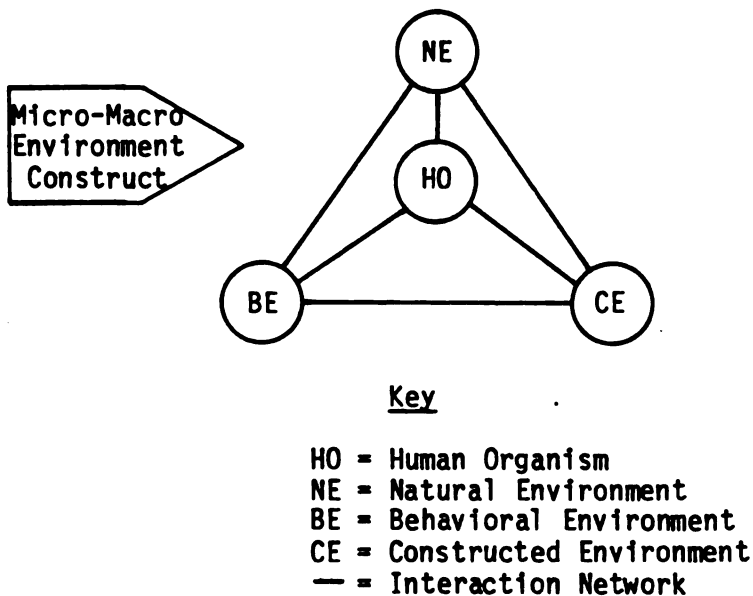 NE
Micro-Macro
Environment
Construct
HO
BE
CE
Key
HO = Human Organism
NE = Natural Environment
BE = Behavioral Environment
CE = Constructed Environment
— = Interaction Network